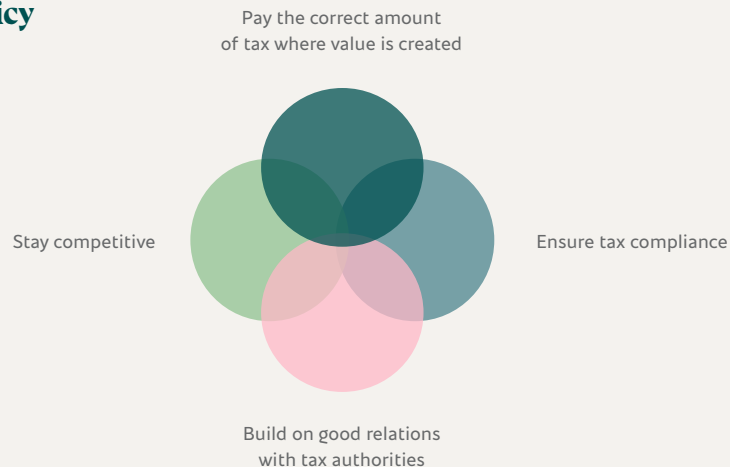 icy
Pay the correct amount
of tax where value is created
Stay competitive
Ensure tax compliance
Build on good relations
with tax authorities